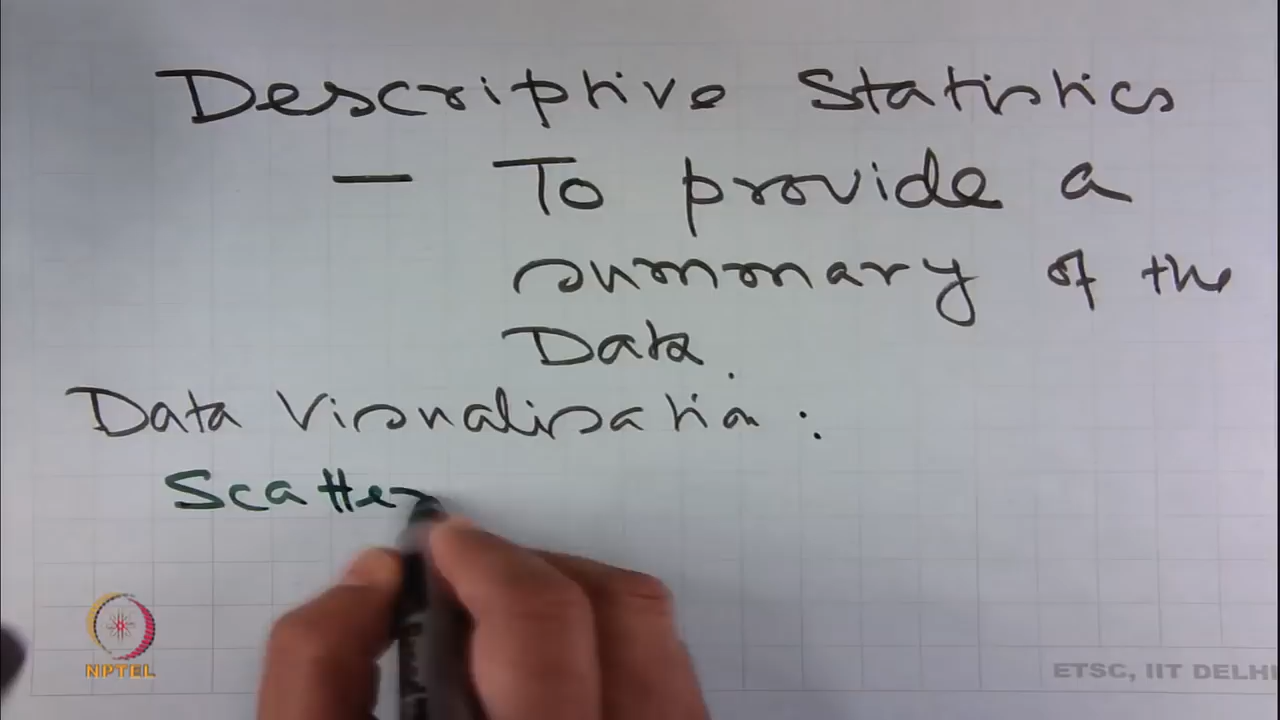 Descriptive Statistics
— To provide a
summary of the
Data.
Data Visualisation :
Scatter
NPTEL
ETSC, IIT DELHI